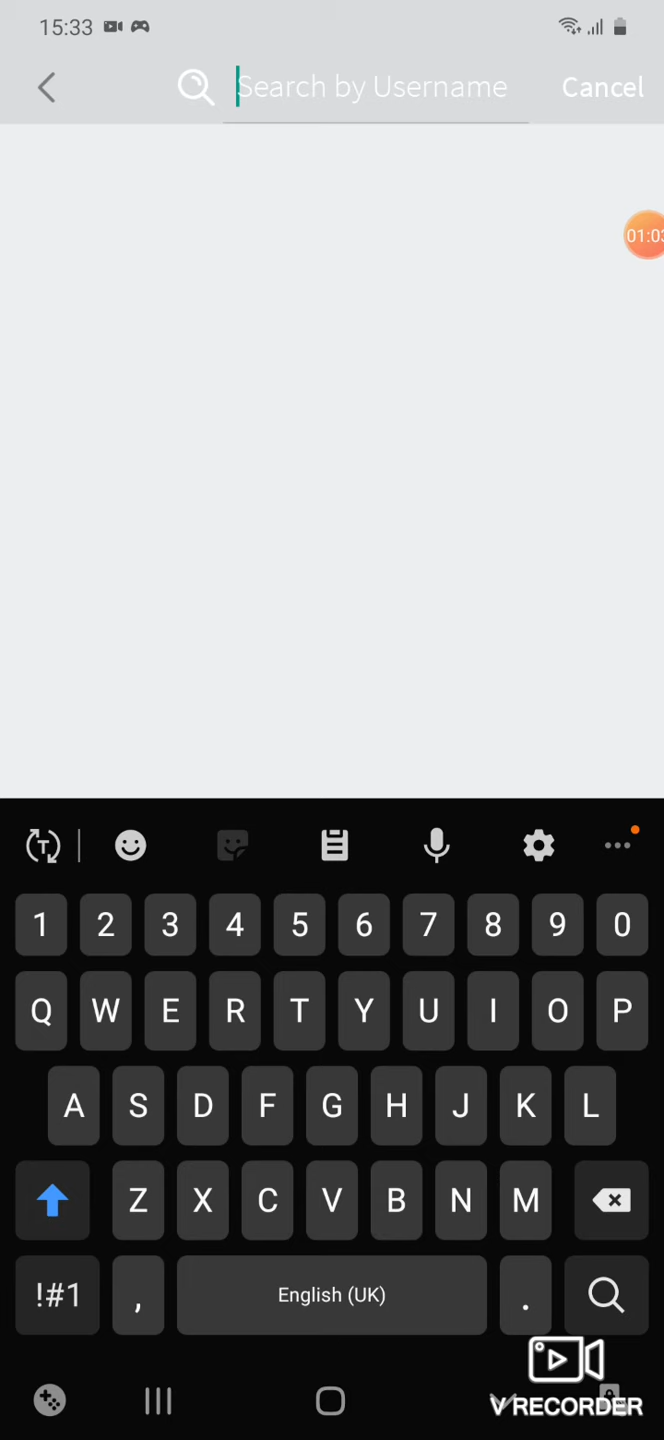 15:33
Search by Username
Cancel
01:03
T
1 2 3 4 5 6 7 8 9 0
Q W E R T Y U I O P
A S D F G H J K L
Z X C V B N M
!#1 , English (UK) .
V RECORDER